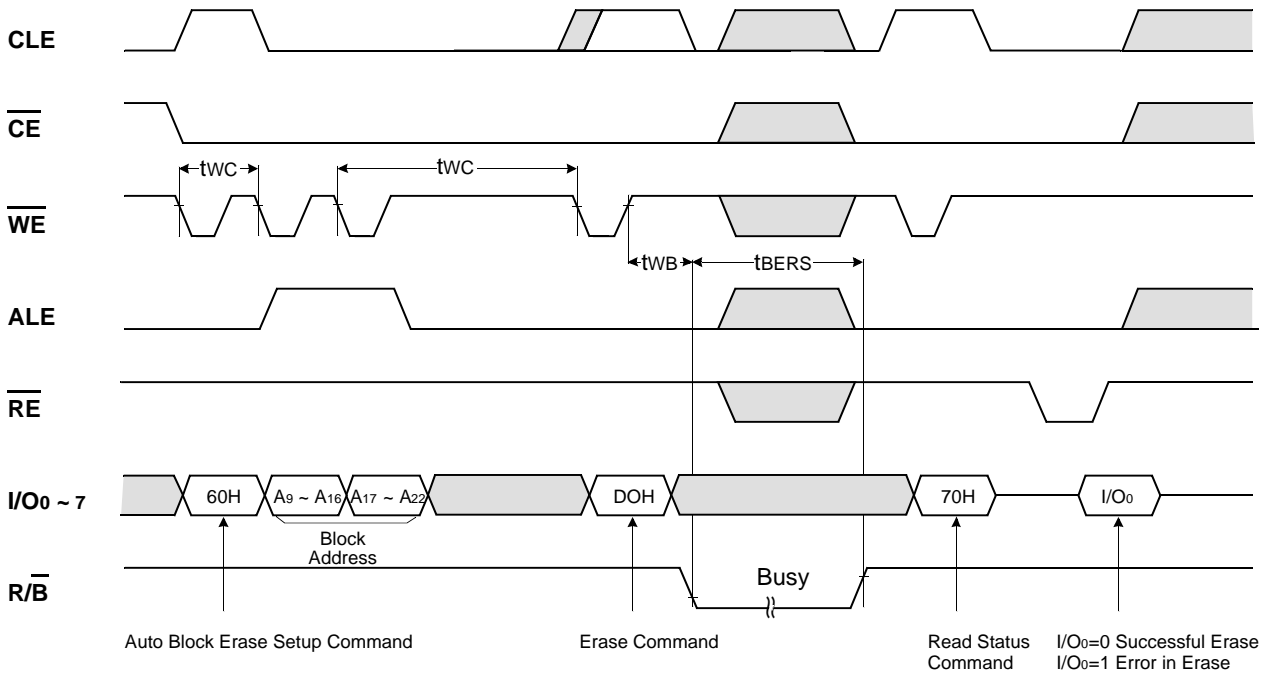 CLE
CE
tWC
tWC
WE
tWB
tBERS
ALE
RE
I/O0 ~ 7
60H
A9 ~ A16
A17 ~ A22
DOH
70H
I/O0
Block
Address
R/B
Busy
Auto Block Erase Setup Command
Erase Command
Read Status
Command
I/O0=0 Successful Erase
I/O0=1 Error in Erase